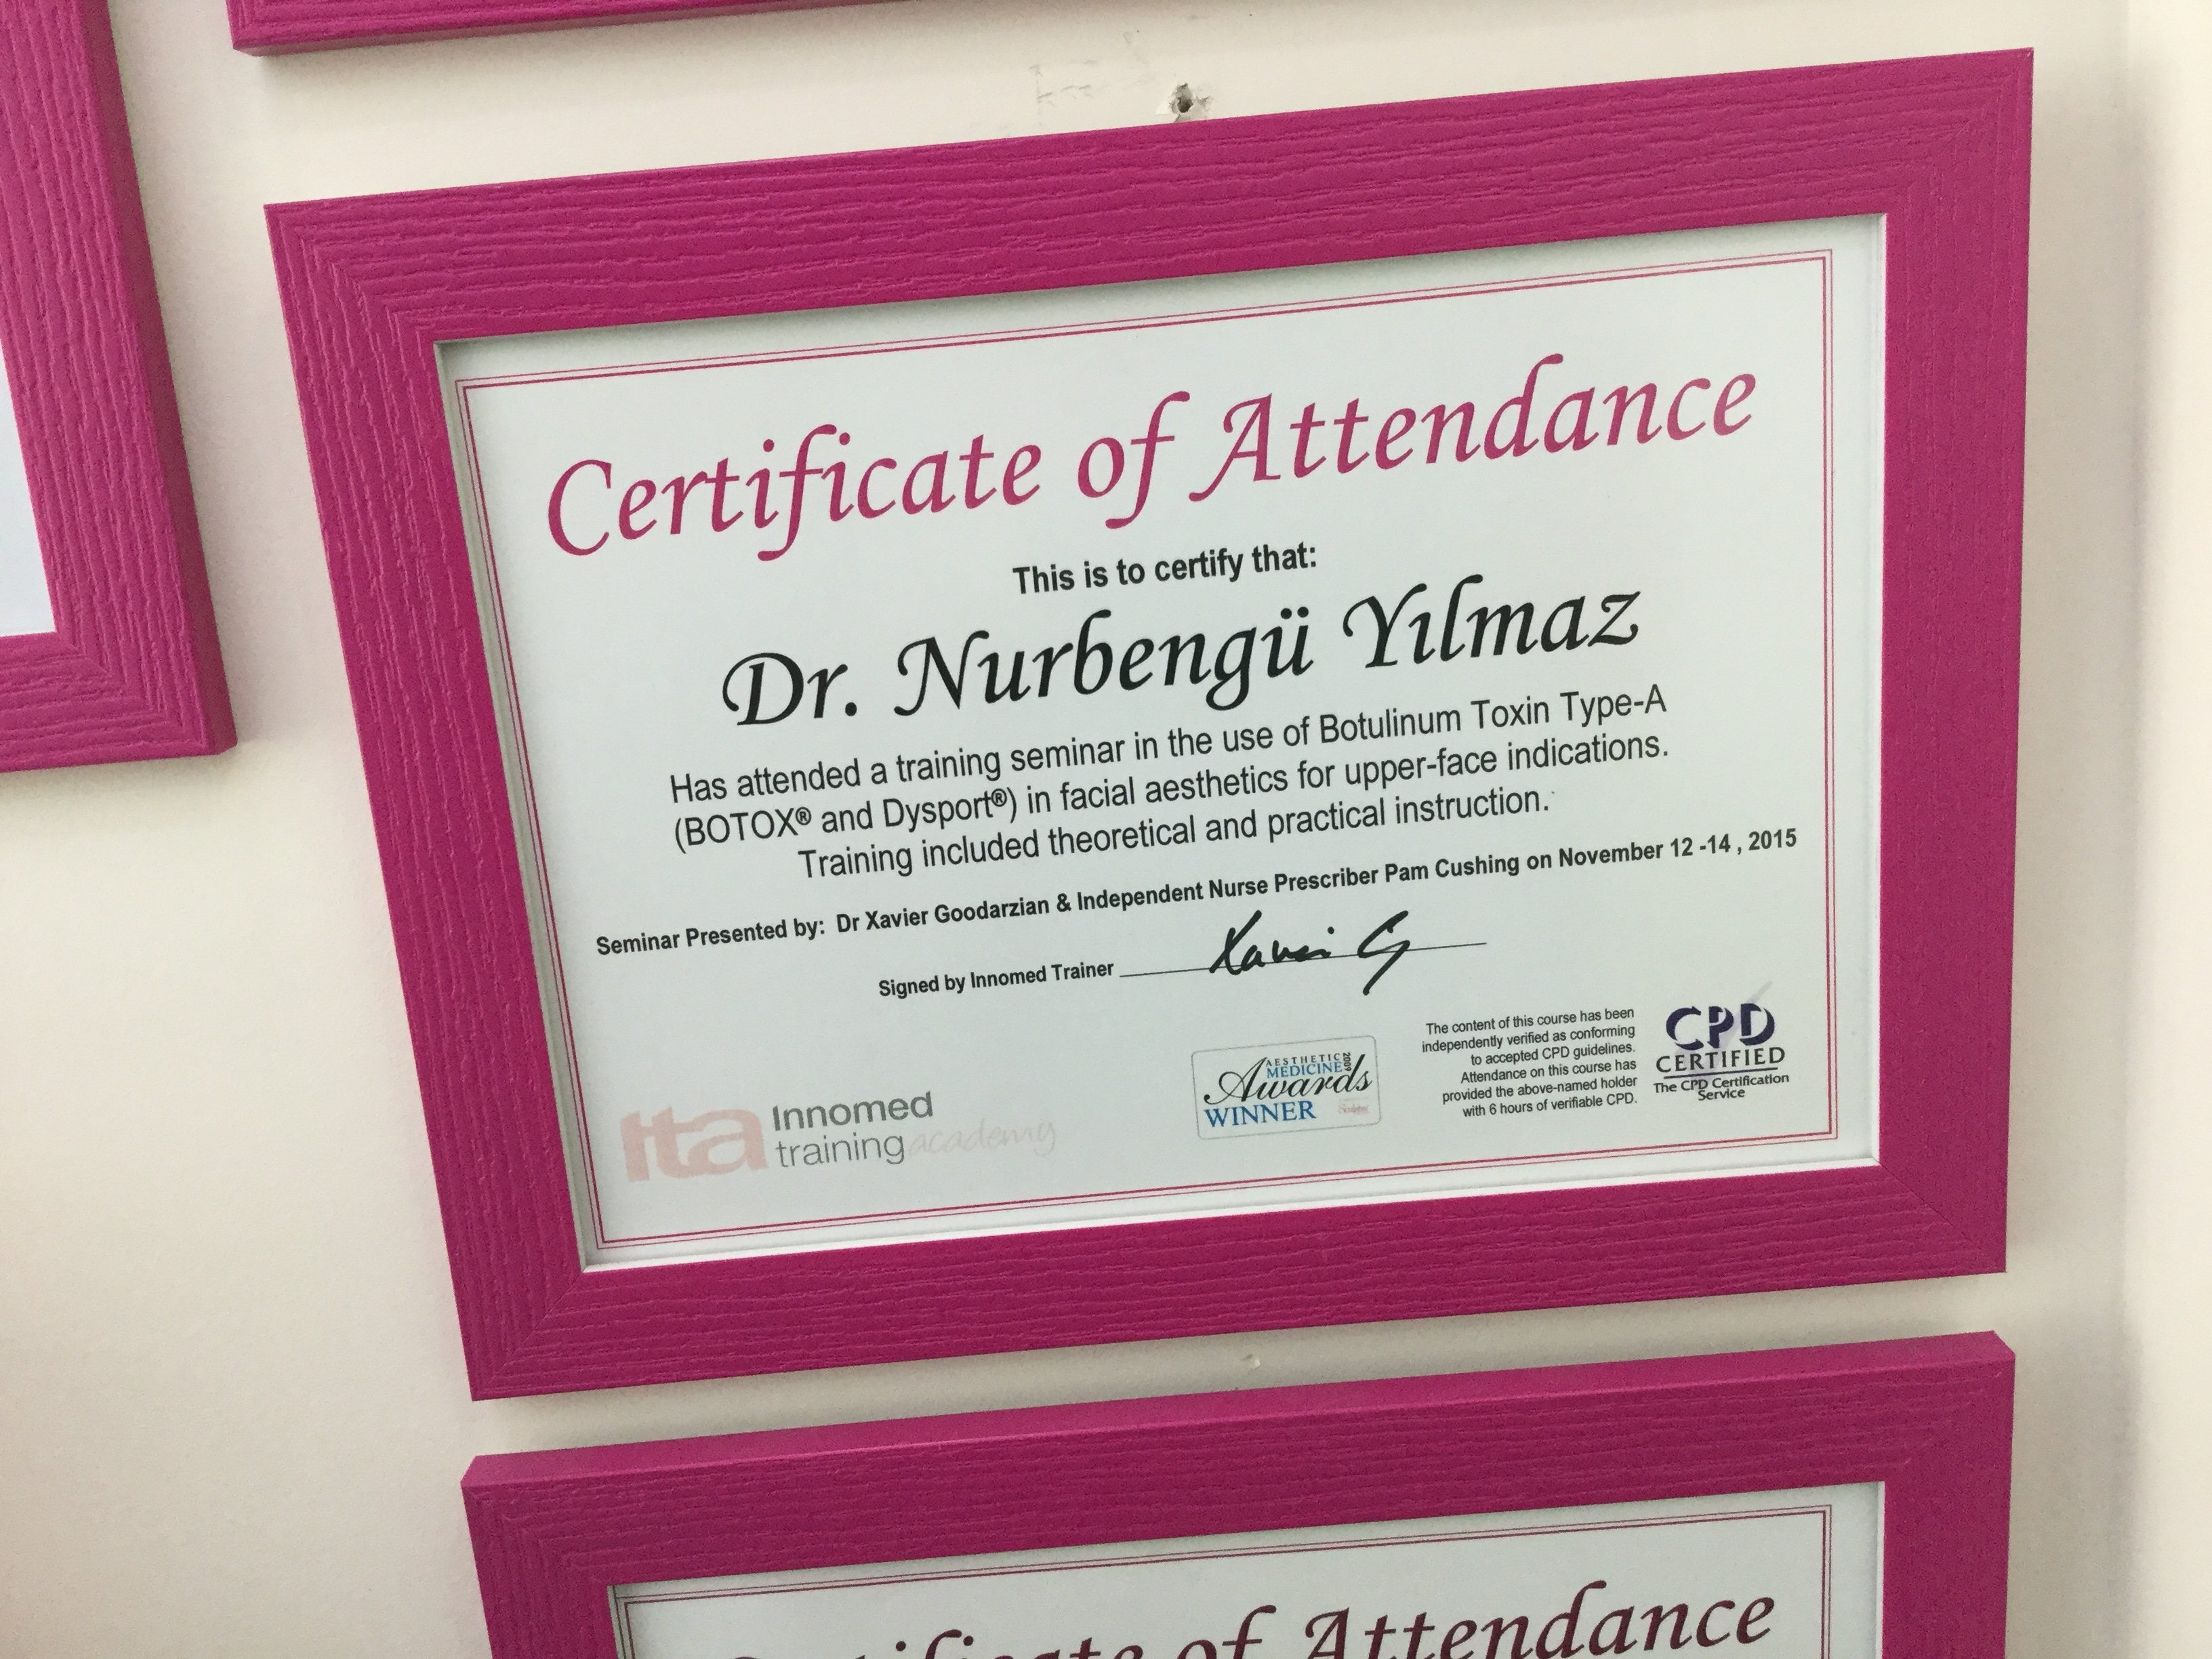 Certificate of Attendance
This is to certify that:
Dr. Nurbengü Yılmaz
Has attended a training seminar in the use of Botulinum Toxin Type-A
(BOTOX® and Dysport®) in facial aesthetics for upper-face indications.
Training included theoretical and practical instruction.
Seminar Presented by: Dr Xavier Goodarzian & Independent Nurse Prescriber Pam Cushing on November 12 -14 , 2015
Signed by Innomed Trainer
ita Innomed
training academy
AESTHETIC
MEDICINE 2009
Awards
WINNER
The content of this course has been
independently verified as conforming
to accepted CPD guidelines.
Attendance on this course has
provided the above-named holder
with 6 hours of verifiable CPD.
CPD
CERTIFIED
The CPD Certification
Service
Certificate of Attendance